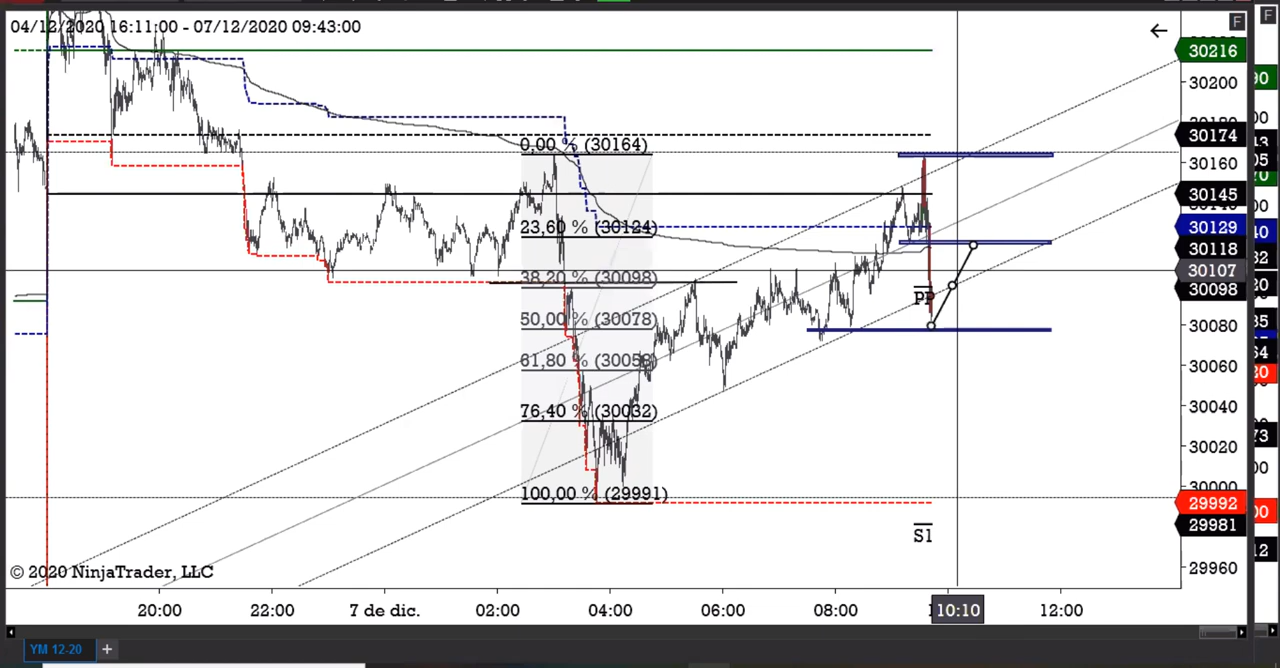 04/12/2020 16:11:00 - 07/12/2020 09:43:00
F
F
30216
30200
30174
0,00 % (30164)
30160
30145
23,60 % (30124)
30129
30118
38,20 % (30098)
30107
30098
PP
50,00 % (30078)
30080
61,80 % (30058)
30060
76,40 % (30032)
30040
30020
100,00 % (29991)
30000
29992
S1
29981
© 2020 NinjaTrader, LLC
29960
20:00 22:00 7 de dic. 02:00 04:00 06:00 08:00 10:10 12:00
YM 12-20 +